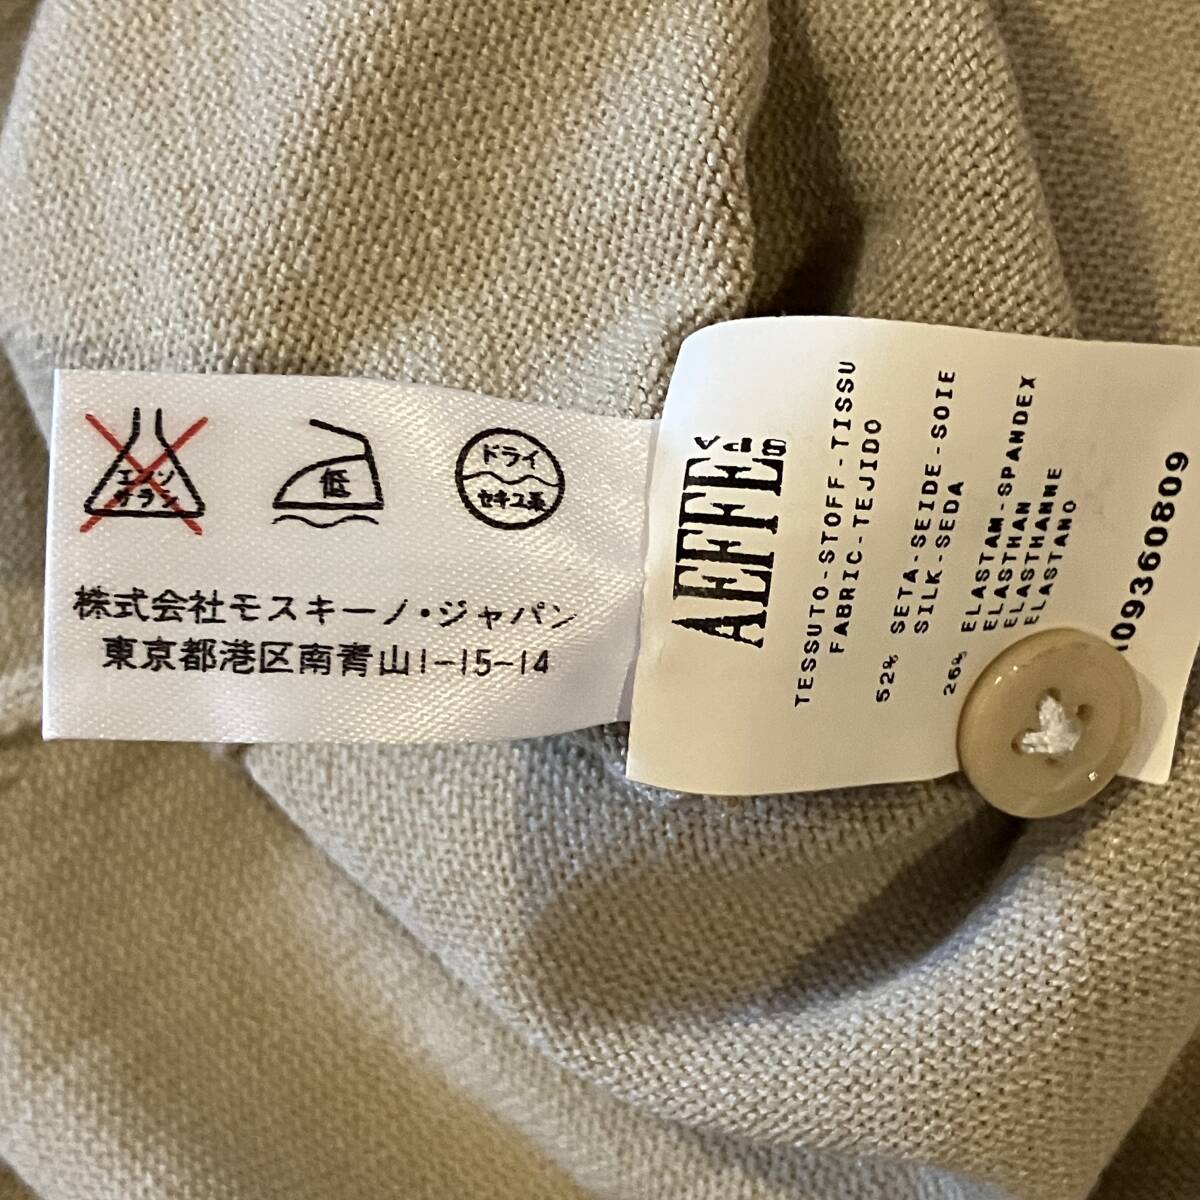 エンソ
サラシ
低
ドライ
セキユ系
株式会社モスキーノ・ジャパン
東京都港区南青山1-15-14
AEFFE
SPA
TESSUTO-STOFF-TISSU
FABRIC-TEJIDO
52% SETA-SEIDE-SOIE
SILK-SEDA
26% ELASTAM-SPANDEX
ELASTHAN
ELASTHANNE
ELASTANO
09360809